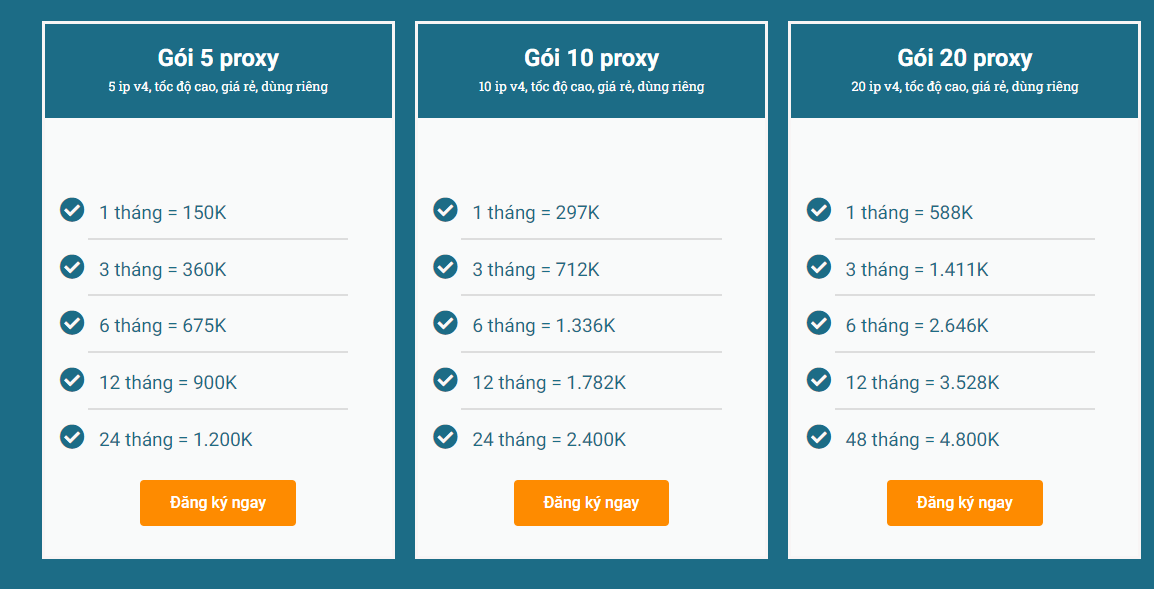 Gói 5 proxy
5 ip v4, tốc độ cao, giá rẻ, dùng riêng
1 tháng = 150K
3 tháng = 360K
6 tháng = 675K
12 tháng = 900K
24 tháng = 1.200K
Đăng ký ngay
Gói 10 proxy
10 ip v4, tốc độ cao, giá rẻ, dùng riêng
1 tháng = 297K
3 tháng = 712K
6 tháng = 1.336K
12 tháng = 1.782K
24 tháng = 2.400K
Đăng ký ngay
Gói 20 proxy
20 ip v4, tốc độ cao, giá rẻ, dùng riêng
1 tháng = 588K
3 tháng = 1.411K
6 tháng = 2.646K
12 tháng = 3.528K
48 tháng = 4.800K
Đăng ký ngay